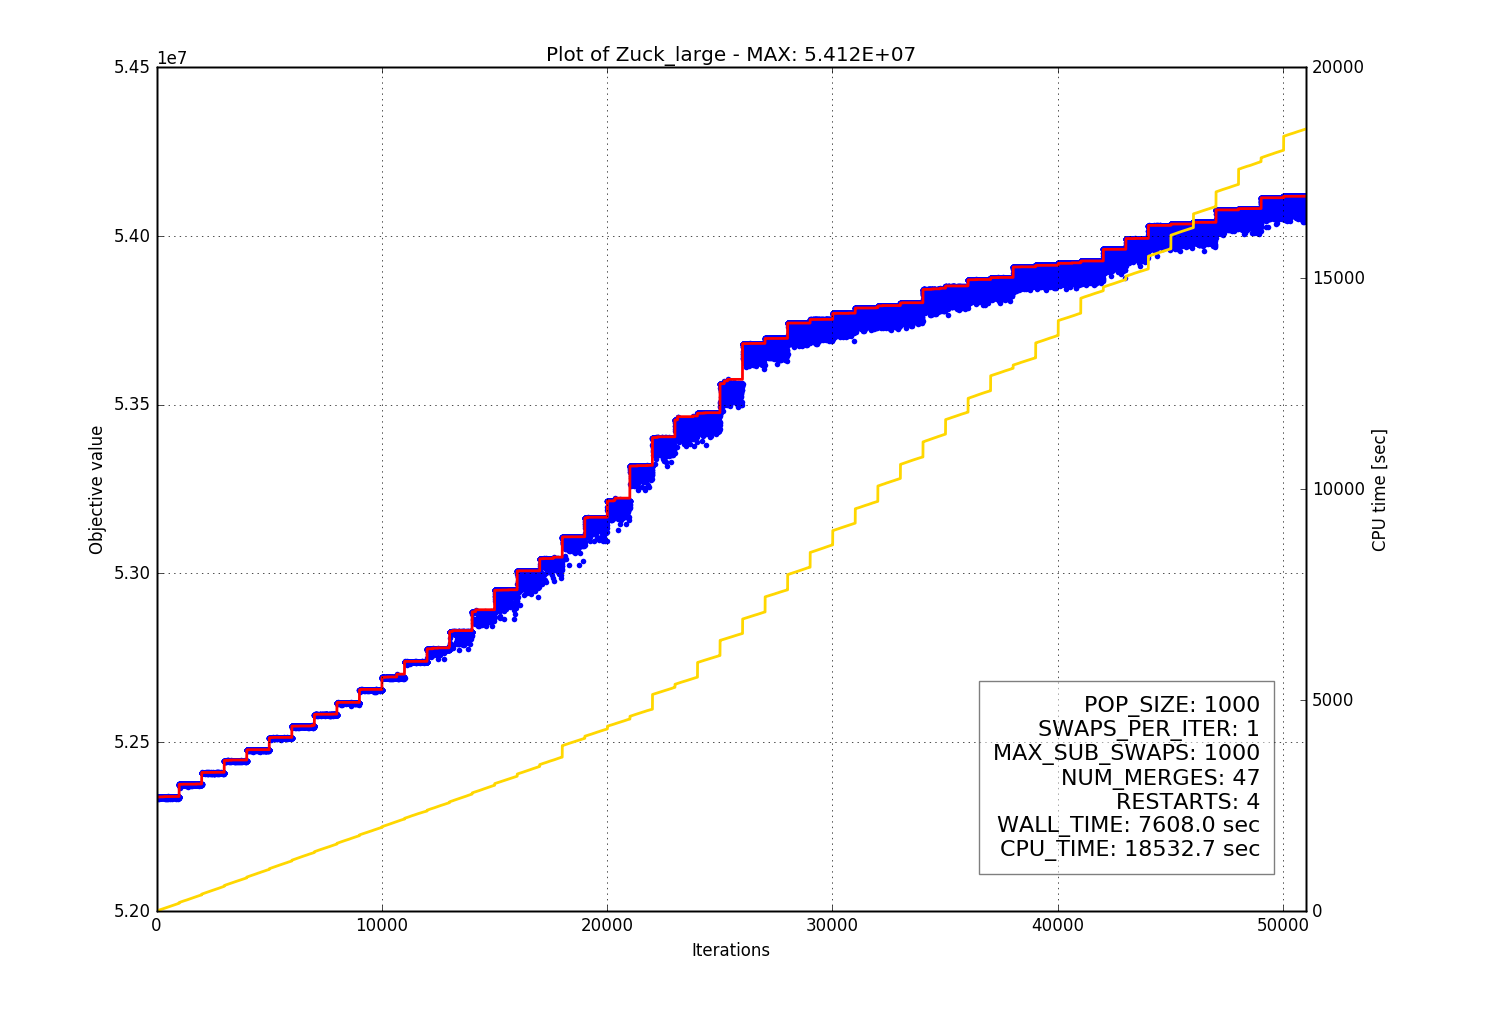 Plot of Zuck_large - MAX: 5.412E+07
1e7
5.45
5.40
5.35
5.30
5.25
5.20
Objective value
20000
15000
10000
5000
0
CPU time [sec]
POP_SIZE: 1000
SWAPS_PER_ITER: 1
MAX_SUB_SWAPS: 1000
NUM_MERGES: 47
RESTARTS: 4
WALL_TIME: 7608.0 sec
CPU_TIME: 18532.7 sec
0 10000 20000 30000 40000 50000
Iterations